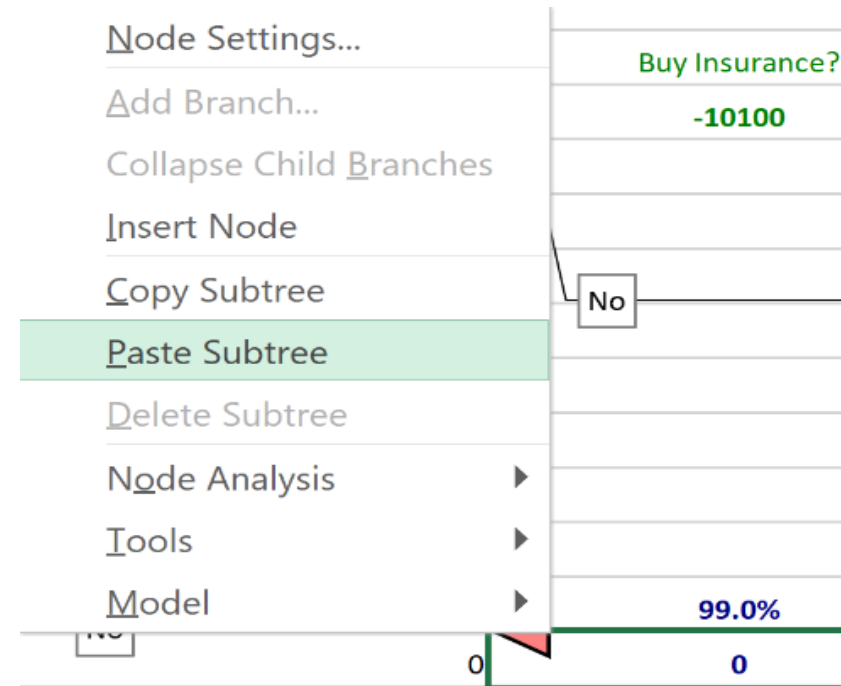 Node Settings...
Add Branch...
Collapse Child Branches
Insert Node
Copy Subtree
Paste Subtree
Delete Subtree
Node Analysis
Tools
Model
Buy Insurance?
-10100
No
99.0%
No
0
0